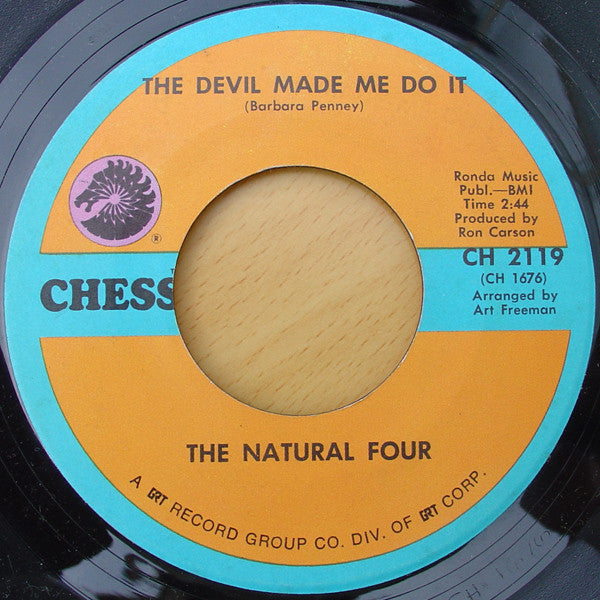 THE DEVIL MADE ME DO IT
(Barbara Penney)
Ronda Music
Publ.—BMI
Time 2:44
Produced by
Ron Carson
®
CHESS
CH 2119
(CH 1676)
Arranged by
Art Freeman
THE NATURAL FOUR
A GRT RECORD GROUP CO. DIV. OF GRT CORP.